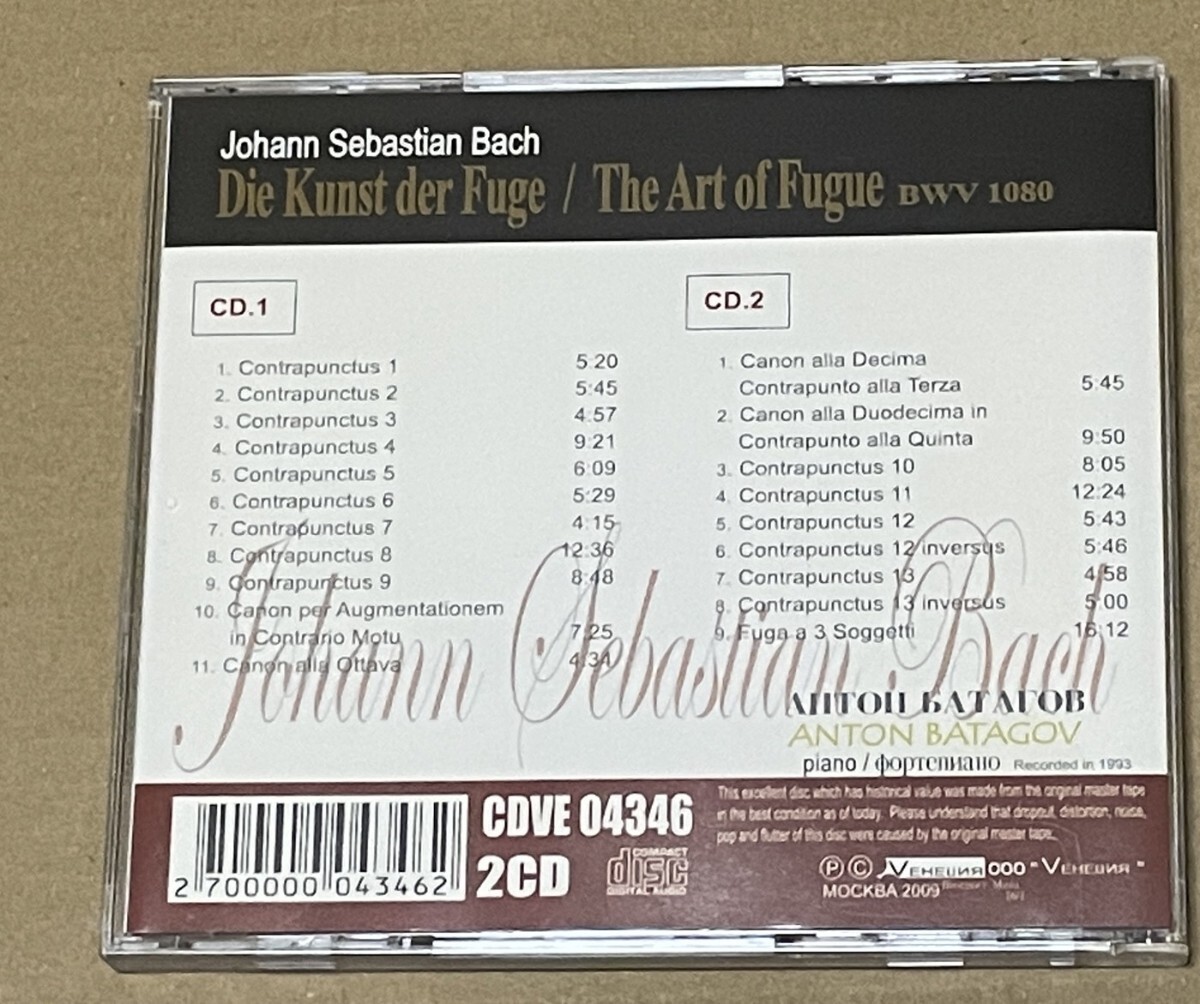 Johann Sebastian Bach
Die Kunst der Fuge / The Art of Fugue BWV 1080
CD.1
1. Contrapunctus 1 5:20
2. Contrapunctus 2 5:45
3. Contrapunctus 3 4:57
4. Contrapunctus 4 9:21
5. Contrapunctus 5 6:09
6. Contrapunctus 6 5:29
7. Contrapunctus 7 4:15
8. Contrapunctus 8 12:36
9. Contrapunctus 9 8:48
10. Canon per Augmentationem
in Contrario Motu 7:25
11. Canon alla Ottava 4:34
CD.2
1. Canon alla Decima
Contrapunto alla Terza 5:45
2. Canon alla Duodecima in
Contrapunto alla Quinta 9:50
3. Contrapunctus 10 8:05
4. Contrapunctus 11 12:24
5. Contrapunctus 12 5:43
6. Contrapunctus 12 inversus 5:46
7. Contrapunctus 13 4:58
8. Contrapunctus 13 inversus 5:00
9. Fuga a 3 Soggetti 16:12
Johann Sebastian Bach
АНТОН БАТАГОВ
ANTON BATAGOV
piano / фортепиано Recorded in 1993
2 700000 043462
CDVE 04346
2CD
COMPACT
disc
DIGITAL AUDIO
This excellent disc which has historical value was made from the original master tape
in the best condition as of today. Please understand that dropout, distortion, noise,
pop and flutter of this disc were caused by the original master tape.
Ⓟ © Венеция ООО "Венеция"
МОСКВА 2009